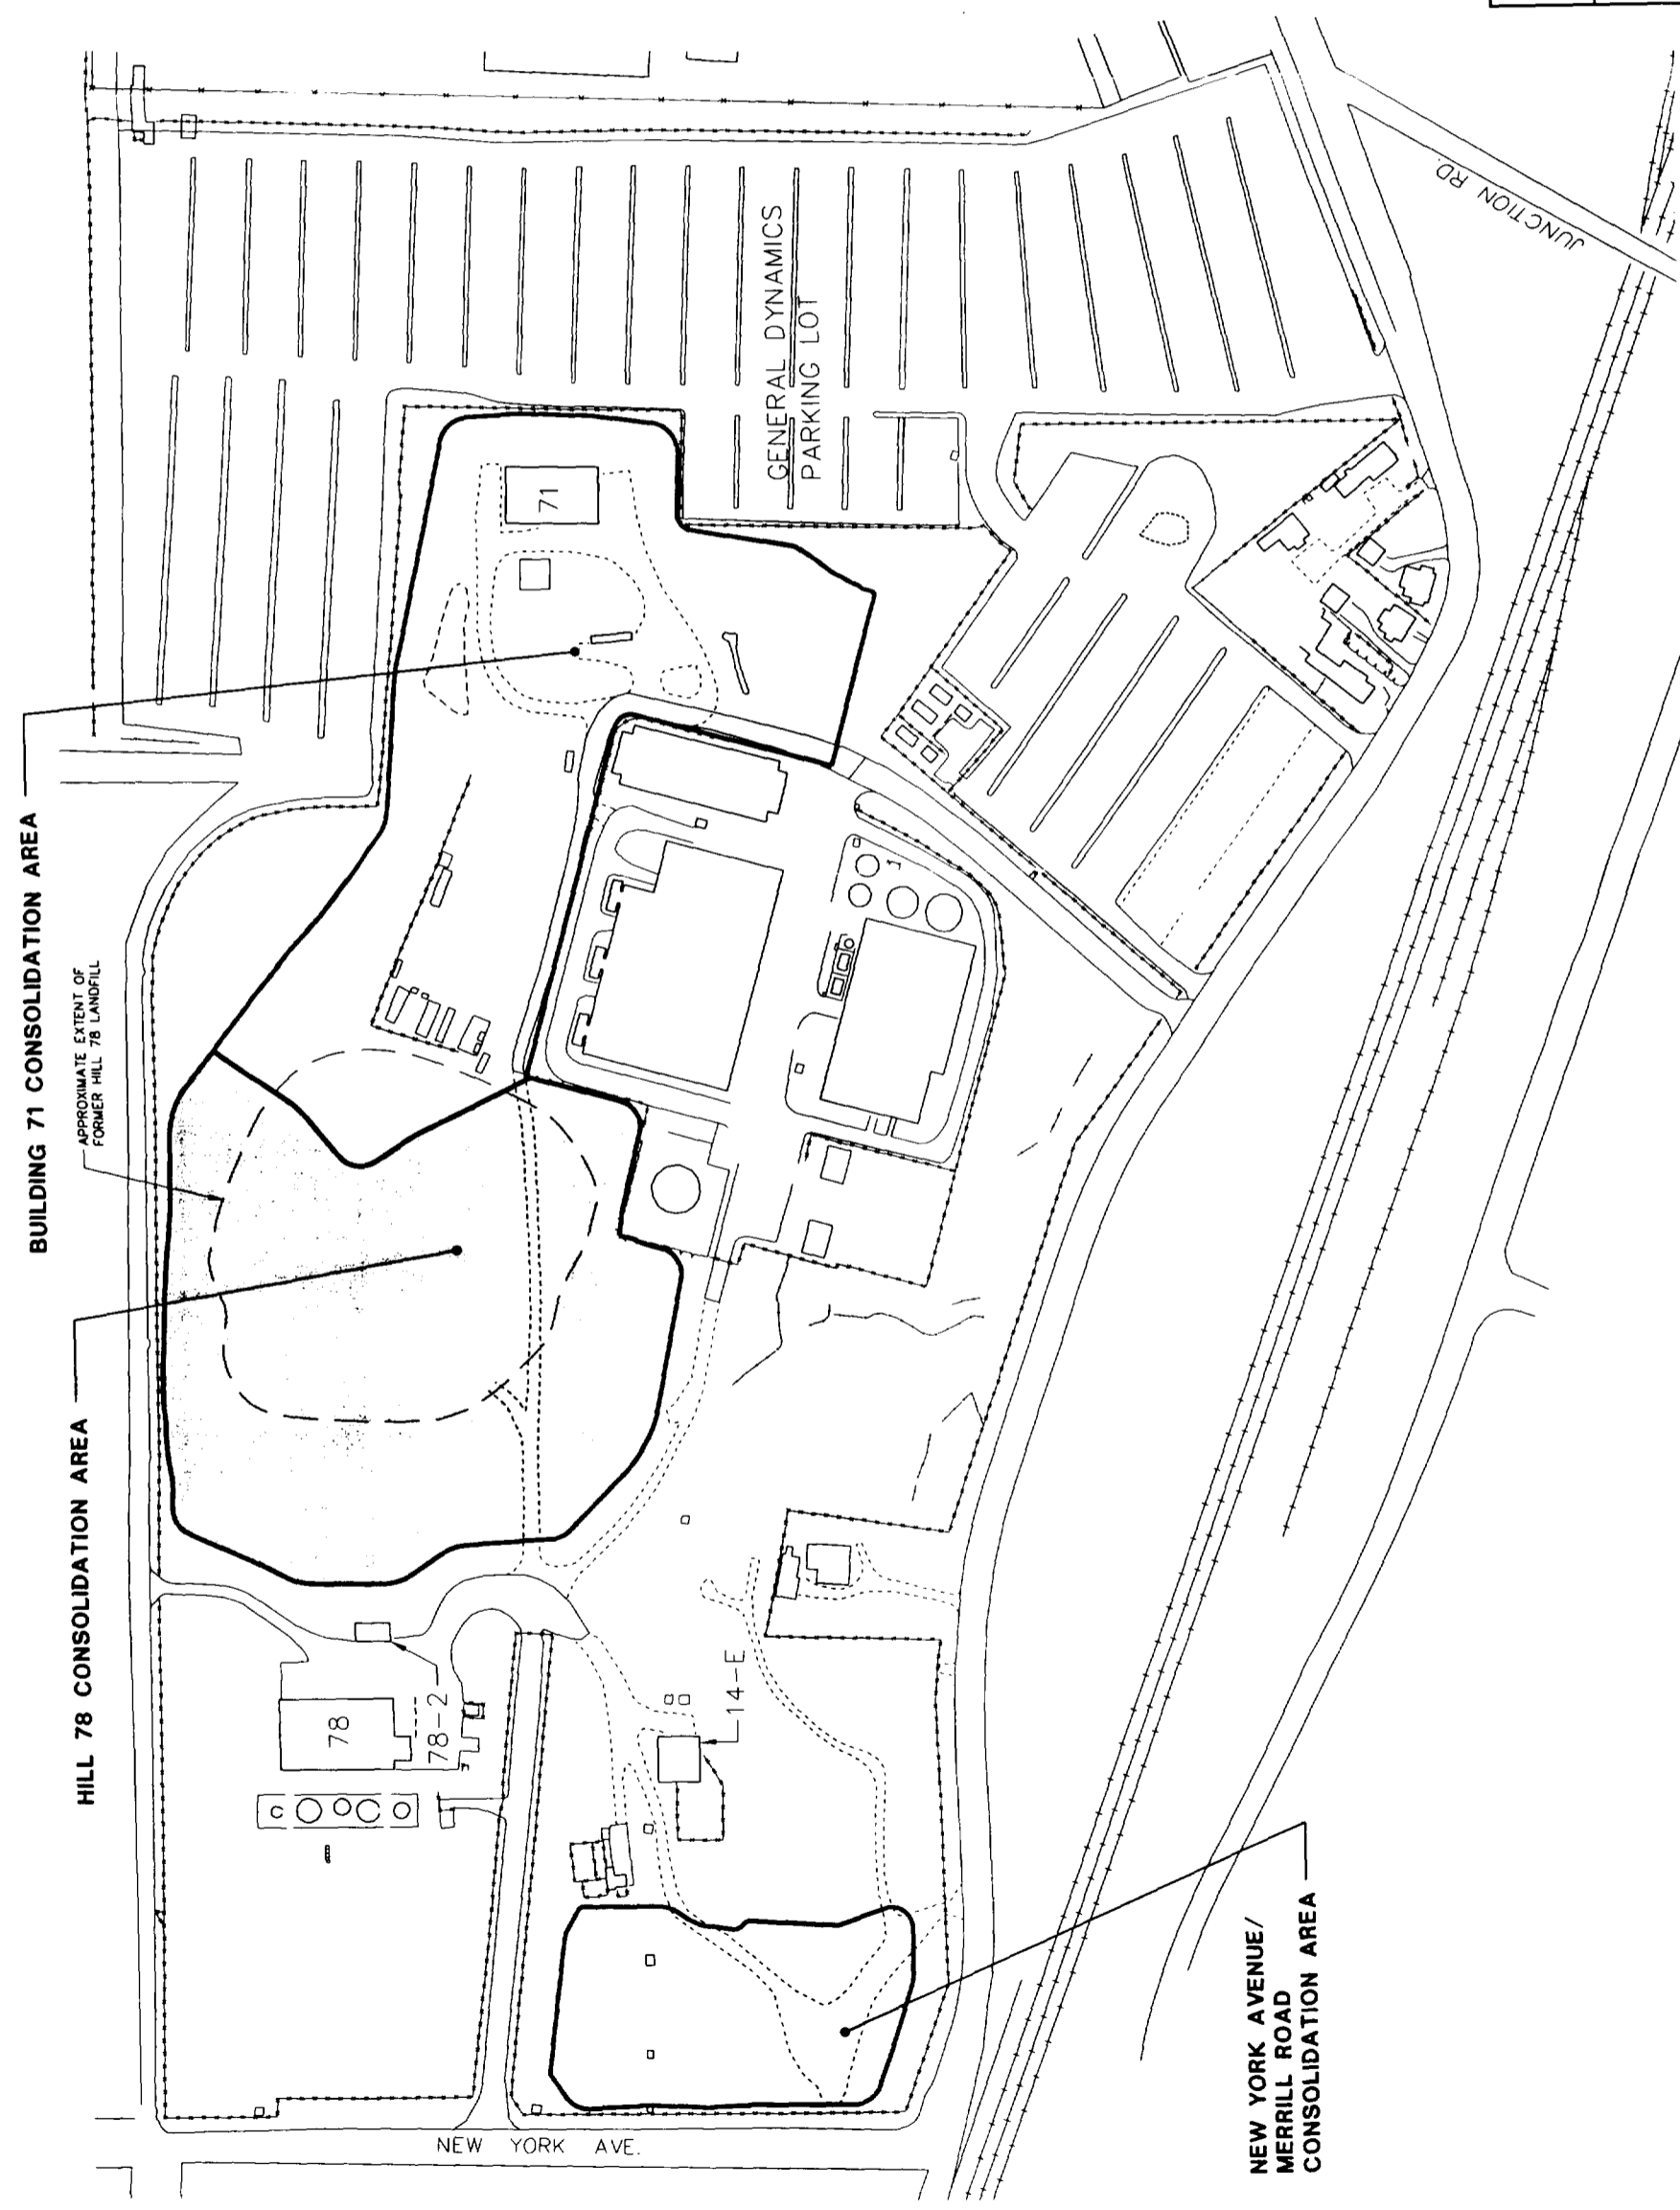 BUILDING 71 CONSOLIDATION AREA
APPROXIMATE EXTENT OF
FORMER HILL 78 LANDFILL
HILL 78 CONSOLIDATION AREA
GENERAL DYNAMICS
PARKING LOT
JUNCTION RD.
71
1
78
78-2
14-E
C
NEW YORK AVE.
NEW YORK AVENUE/
MERRILL ROAD
CONSOLIDATION AREA